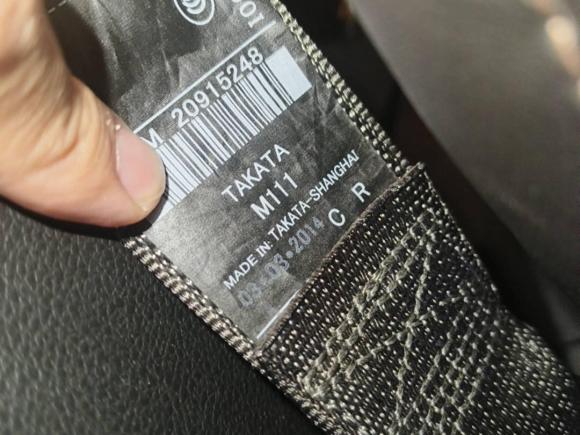 M 20915248
TAKATA
M111
MADE IN: TAKATA-SHANGHAI
03•03•2014
C R